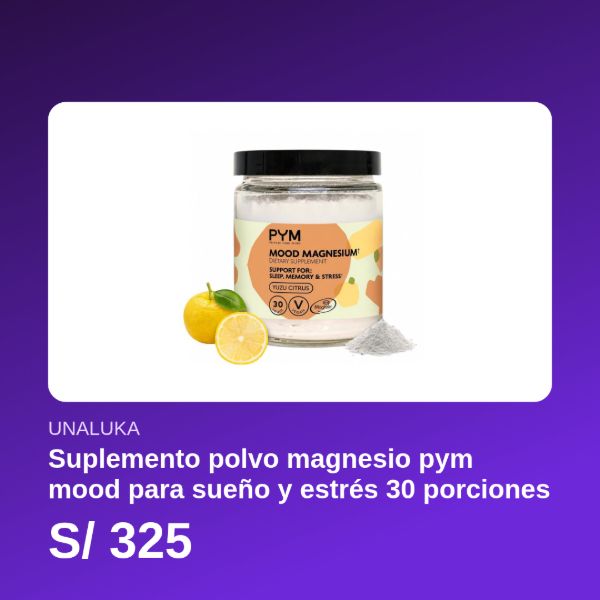 PYM
MOOD MAGNESIUM†
DIETARY SUPPLEMENT
SUPPORT FOR:
SLEEP, MEMORY & STRESS†
YUZU CITRUS
30
V
UNALUKA
Suplemento polvo magnesio pym
mood para sueño y estrés 30 porciones
S/ 325